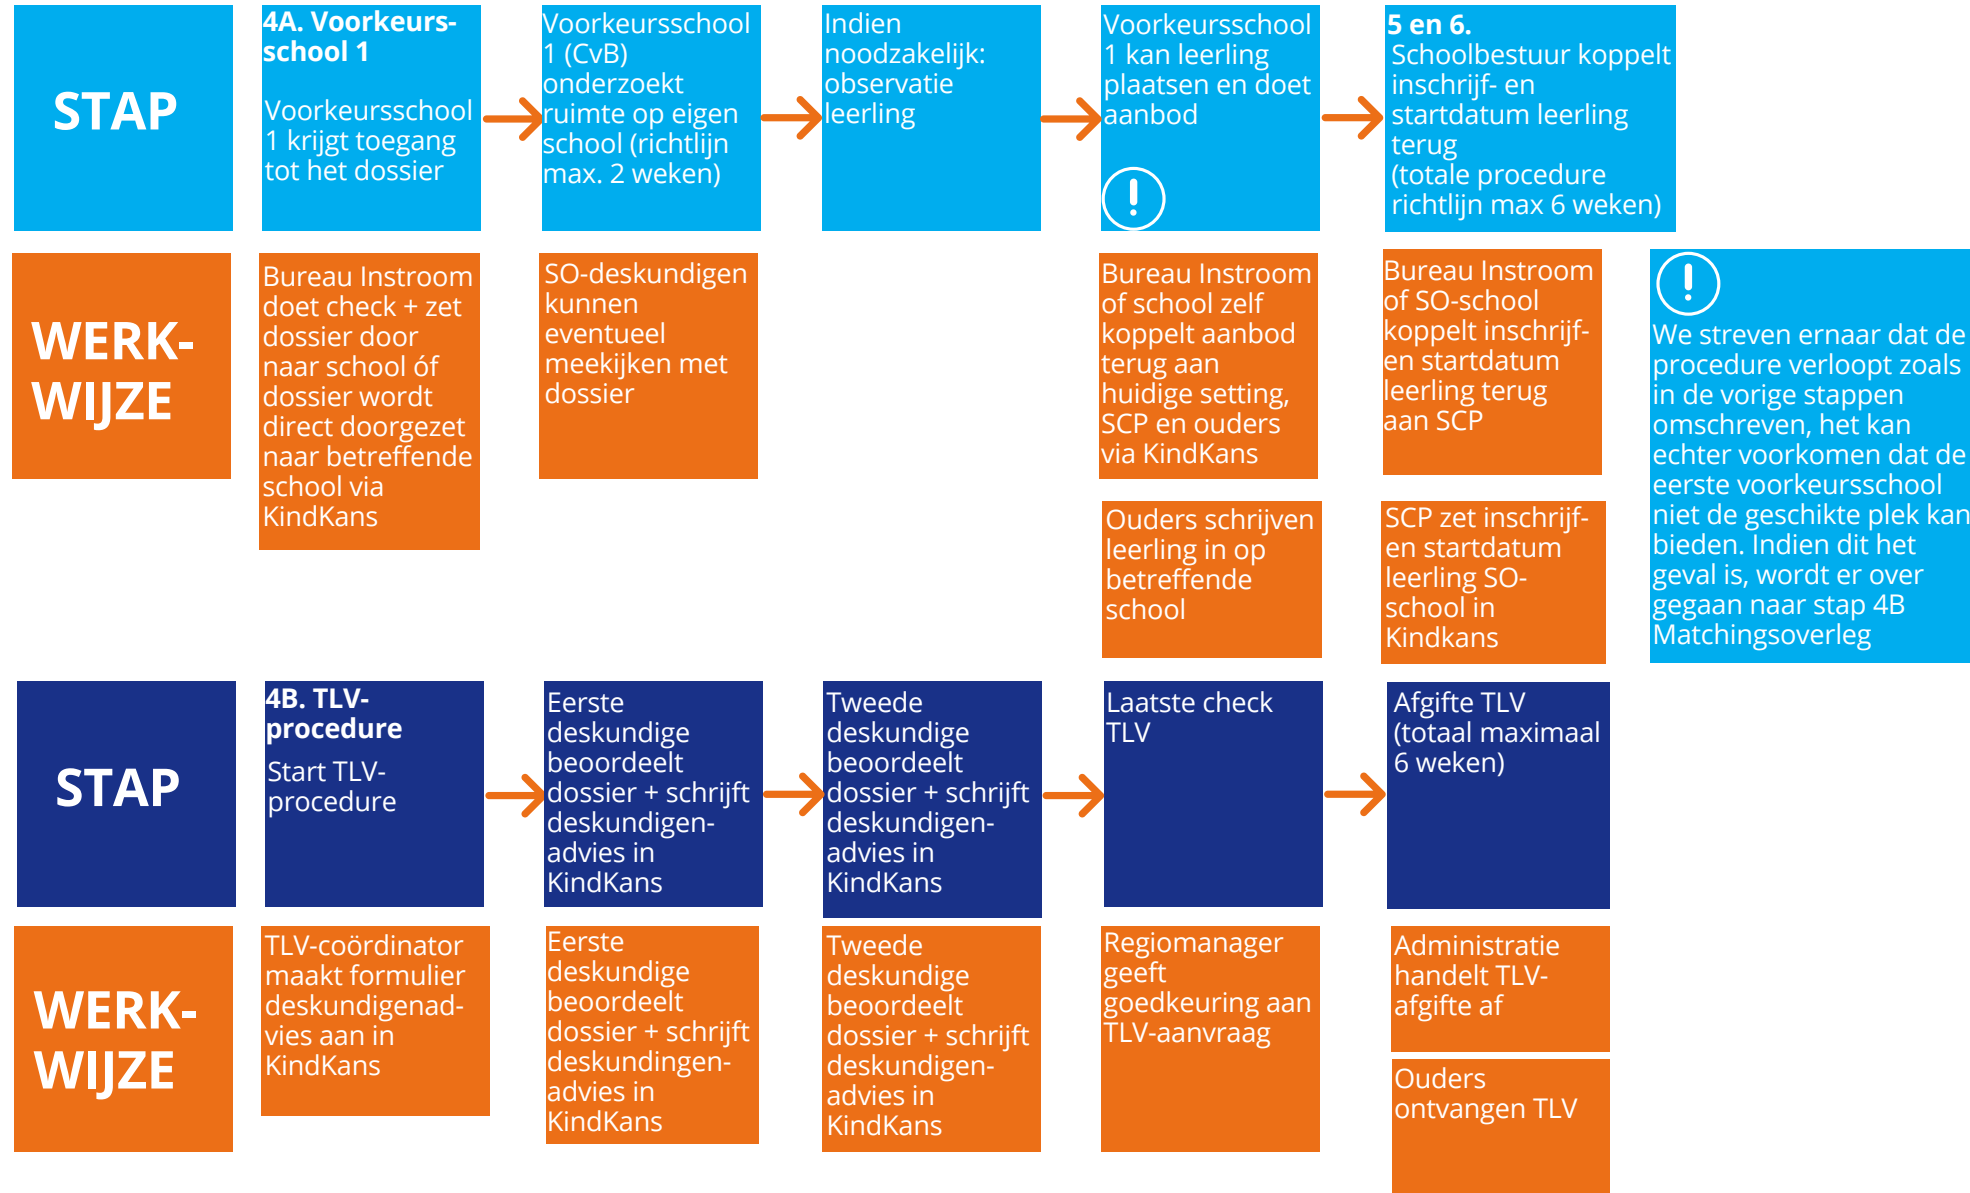 STAP
4A. Voorkeurs-
school 1
Voorkeursschool
1 krijgt toegang
tot het dossier
Voorkeursschool
1 (CvB)
onderzoekt
ruimte op eigen
school (richtlijn
max. 2 weken)
Indien
noodzakelijk:
observatie
leerling
Voorkeursschool
1 kan leerling
plaatsen en doet
aanbod
!
5 en 6.
Schoolbestuur koppelt
inschrijf- en
startdatum leerling
terug
(totale procedure
richtlijn max 6 weken)
WERK-
WIJZE
Bureau Instroom
doet check + zet
dossier door
naar school óf
dossier wordt
direct doorgezet
naar betreffende
school via
KindKans
SO-deskundigen
kunnen
eventueel
meekijken met
dossier
Bureau Instroom
of school zelf
koppelt aanbod
terug aan
huidige setting,
SCP en ouders
via KindKans
Ouders schrijven
leerling in op
betreffende
school
Bureau Instroom
of SO-school
koppelt inschrijf-
en startdatum
leerling terug
aan SCP
SCP zet inschrijf-
en startdatum
leerling SO-
school in
Kindkans
!
We streven ernaar dat de
procedure verloopt zoals
in de vorige stappen
omschreven, het kan
echter voorkomen dat de
eerste voorkeursschool
niet de geschikte plek kan
bieden. Indien dit het
geval is, wordt er over
gegaan naar stap 4B
Matchingsoverleg
STAP
4B. TLV-
procedure
Start TLV-
procedure
Eerste
deskundige
beoordeelt
dossier + schrijft
deskundigen-
advies in
KindKans
Tweede
deskundige
beoordeelt
dossier + schrijft
deskundigen-
advies in
KindKans
Laatste check
TLV
Afgifte TLV
(totaal maximaal
6 weken)
WERK-
WIJZE
TLV-coördinator
maakt formulier
deskundigenad-
vies aan in
KindKans
Eerste
deskundige
beoordeelt
dossier + schrijft
deskundingen-
advies in
KindKans
Tweede
deskundige
beoordeelt
dossier + schrijft
deskundigen-
advies in
KindKans
Regiomanager
geeft
goedkeuring aan
TLV-aanvraag
Administratie
handelt TLV-
afgifte af
Ouders
ontvangen TLV